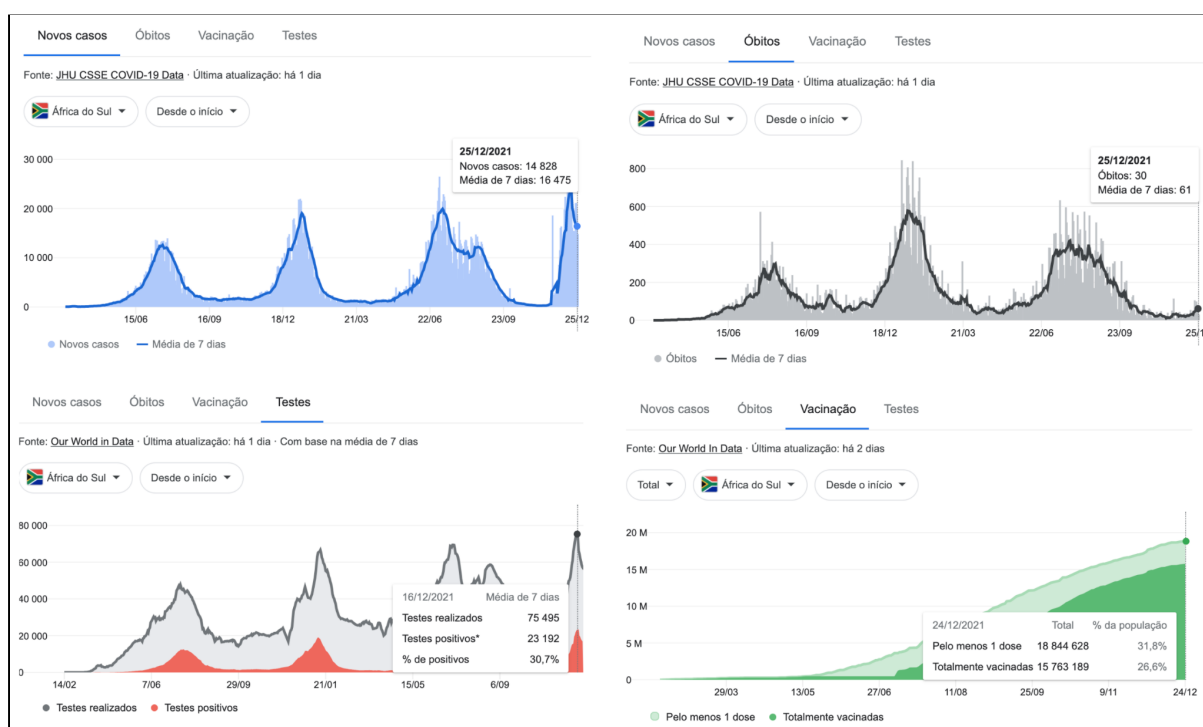 Novos casos Óbitos Vacinação Testes
Fonte: JHU CSSE COVID-19 Data · Última atualização: há 1 dia
África do Sul Desde o início
25/12/2021
Novos casos: 14 828
Média de 7 dias: 16 475
30 000
20 000
10 000
0
15/06 16/09 18/12 21/03 22/06 23/09 25/12
Novos casos Média de 7 dias
Novos casos Óbitos Vacinação Testes
Fonte: JHU CSSE COVID-19 Data · Última atualização: há 1 dia
África do Sul Desde o início
25/12/2021
Óbitos: 30
Média de 7 dias: 61
800
600
400
200
0
15/06 16/09 18/12 21/03 22/06 23/09 25/1
Óbitos Média de 7 dias
Novos casos Óbitos Vacinação Testes
Fonte: Our World in Data · Última atualização: há 1 dia · Com base na média de 7 dias
África do Sul Desde o início
80 000
60 000
40 000
20 000
0
16/12/2021 Média de 7 dias
Testes realizados 75 495
Testes positivos* 23 192
% de positivos 30,7%
14/02 7/06 29/09 21/01 15/05 6/09
Testes realizados Testes positivos
Novos casos Óbitos Vacinação Testes
Fonte: Our World In Data · Última atualização: há 2 dias
Total África do Sul Desde o início
20 M
15 M
10 M
5 M
0
24/12/2021 Total % da população
Pelo menos 1 dose 18 844 628 31,8%
Totalmente vacinadas 15 763 189 26,6%
29/03 13/05 27/06 11/08 25/09 9/11 24/12
Pelo menos 1 dose Totalmente vacinadas